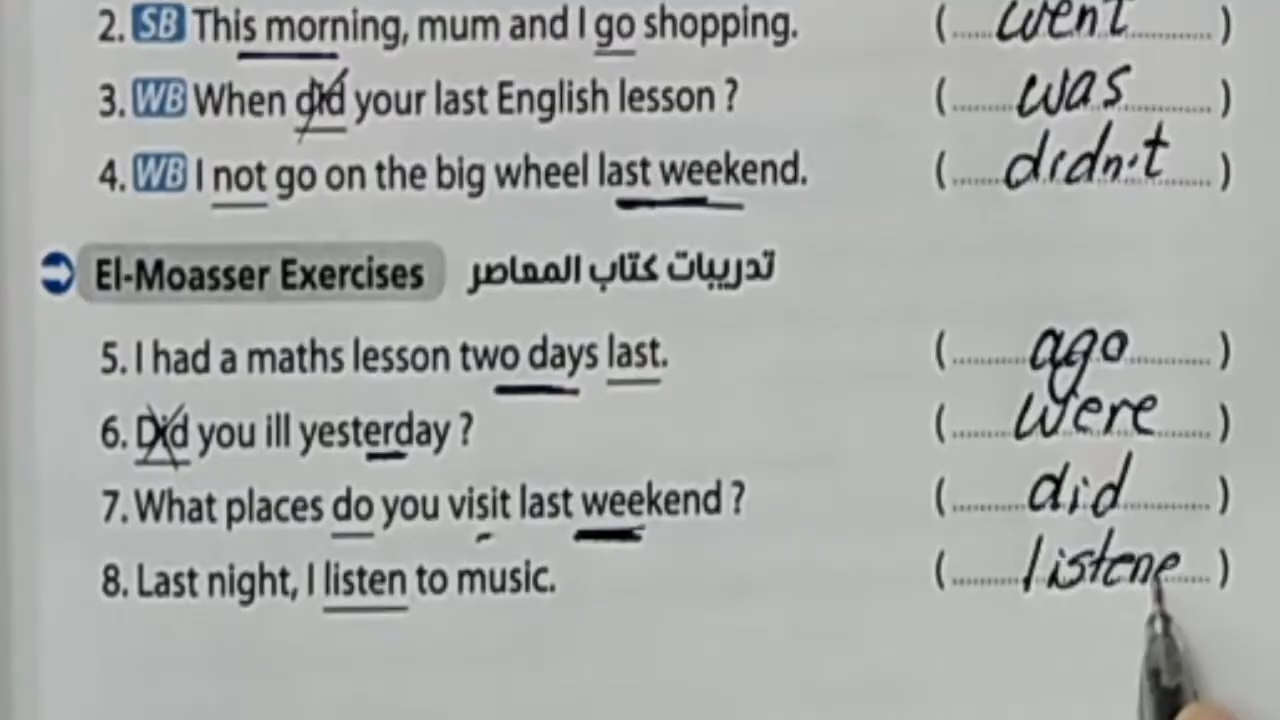 2. SB This morning, mum and I go shopping. (......went......)
3. WB When did your last English lesson ? (......was......)
4. WB I not go on the big wheel last weekend. (......didn't......)
El-Moasser Exercises تدريبات كتاب المعاصر
5. I had a maths lesson two days last. (......ago......)
6. Did you ill yesterday ? (......were......)
7. What places do you visit last weekend ? (......did......)
8. Last night, I listen to music. (......listene......)